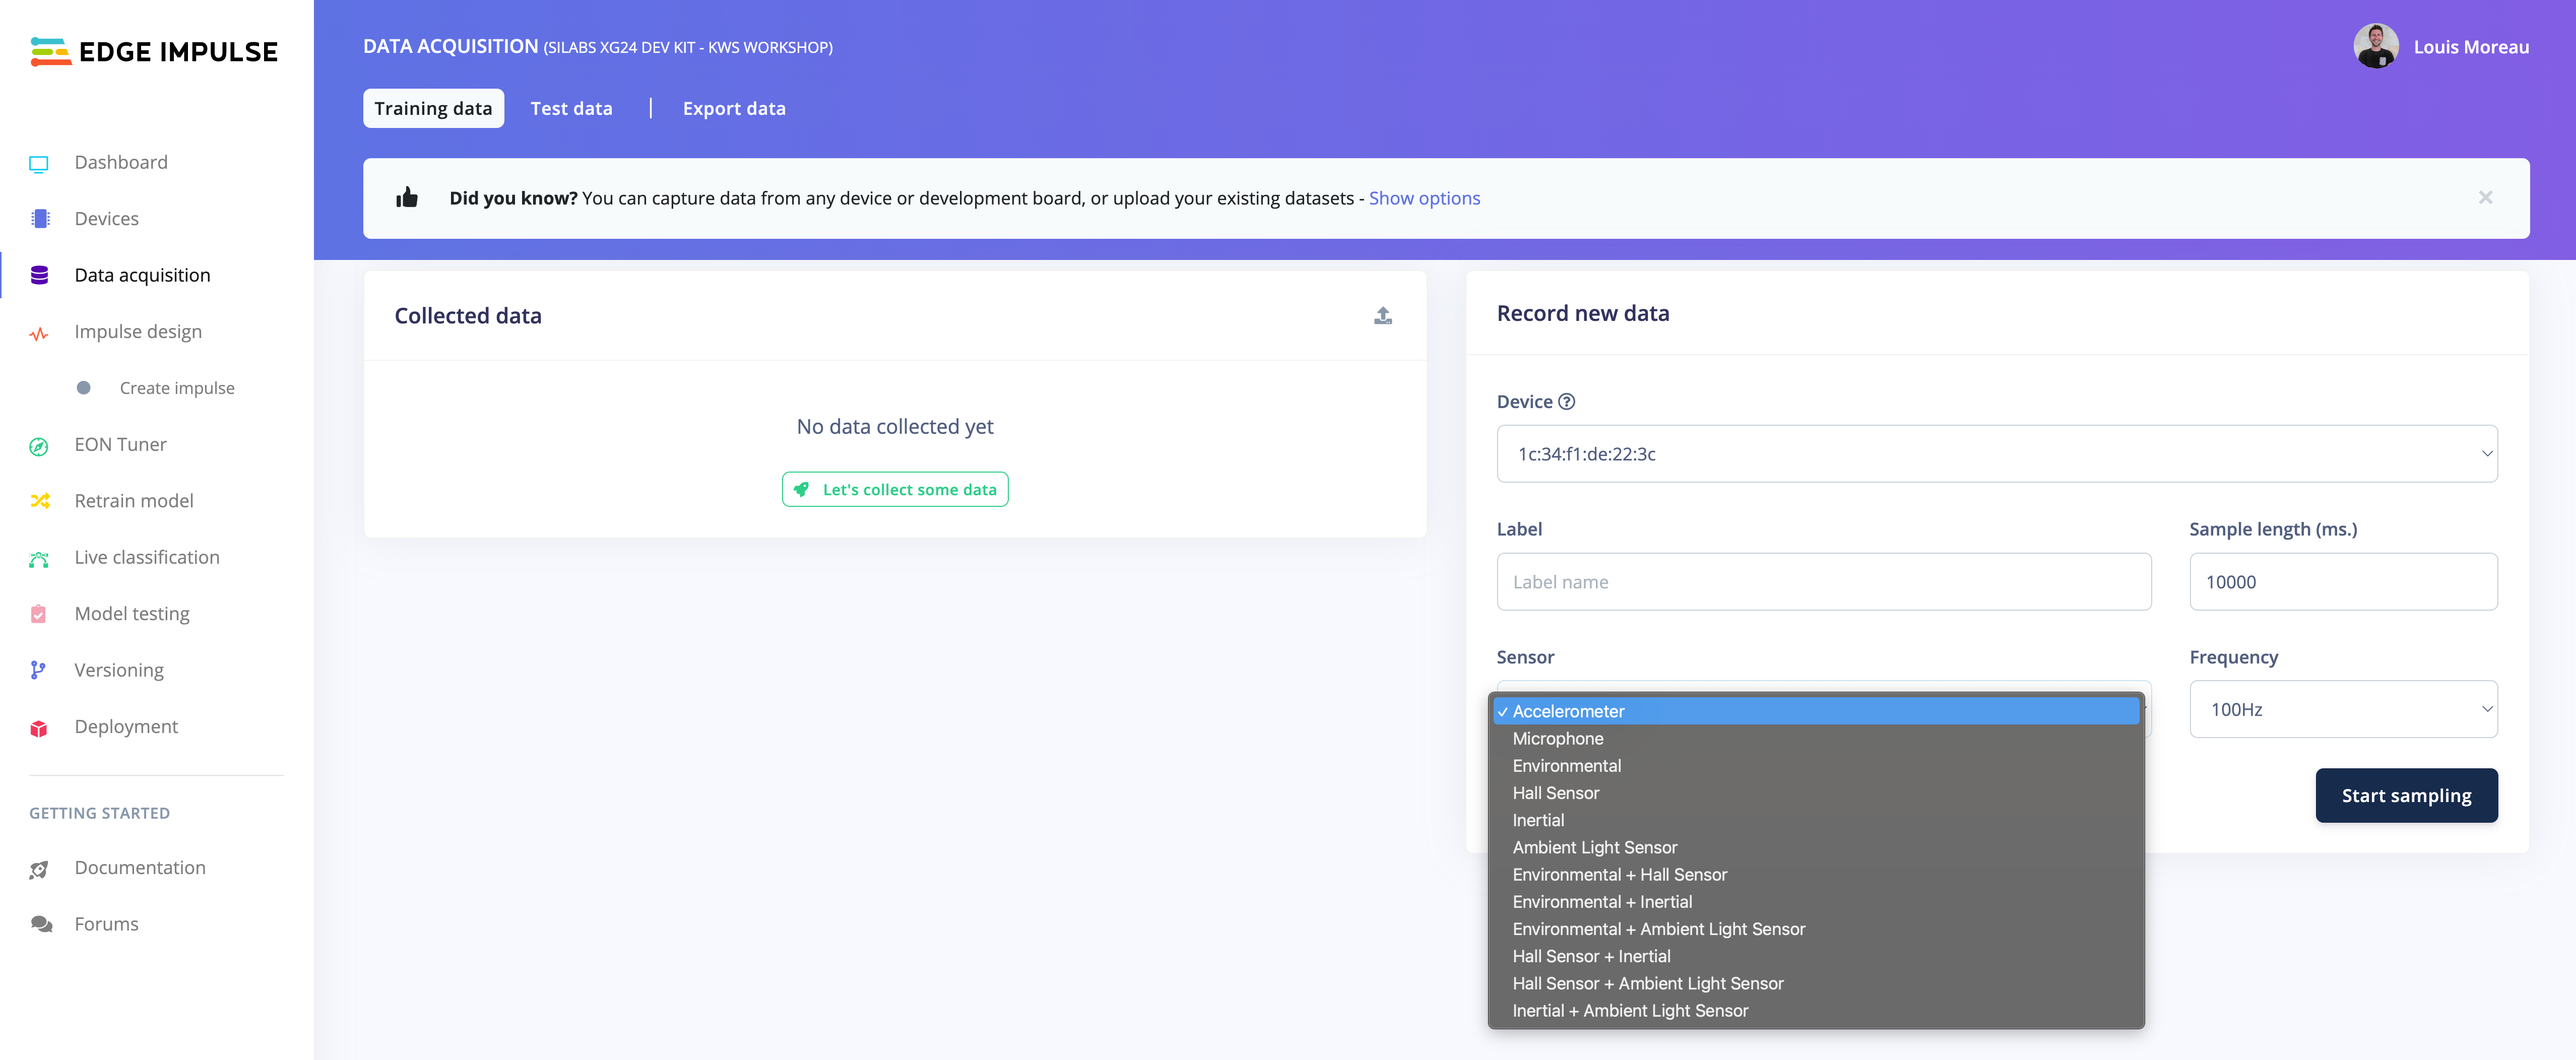 EDGE IMPULSE
Dashboard
Devices
Data acquisition
Impulse design
Create impulse
EON Tuner
Retrain model
Live classification
Model testing
Versioning
Deployment
GETTING STARTED
Documentation
Forums
DATA ACQUISITION (SILABS XG24 DEV KIT - KWS WORKSHOP)
Louis Moreau
Training data Test data | Export data
Did you know? You can capture data from any device or development board, or upload your existing datasets - Show options
Collected data
No data collected yet
Let's collect some data
Record new data
Device
1c:34:f1:de:22:3c
Label
Label name
Sample length (ms.)
10000
Sensor
Accelerometer
Microphone
Environmental
Hall Sensor
Inertial
Ambient Light Sensor
Environmental + Hall Sensor
Environmental + Inertial
Environmental + Ambient Light Sensor
Hall Sensor + Inertial
Hall Sensor + Ambient Light Sensor
Inertial + Ambient Light Sensor
Frequency
100Hz
Start sampling